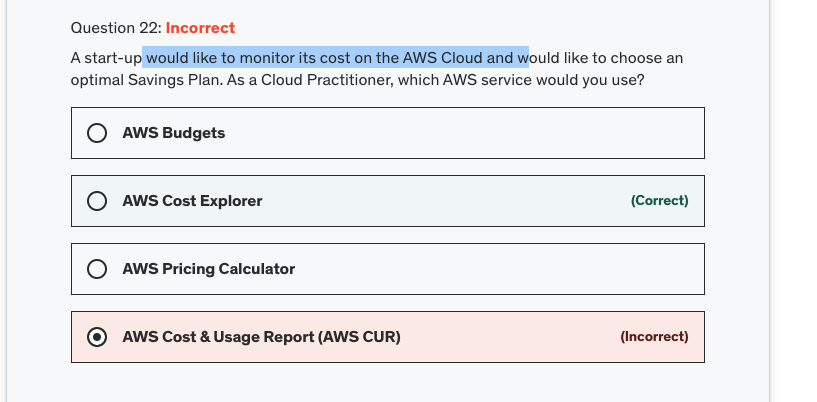 Question 22: Incorrect
A start-up would like to monitor its cost on the AWS Cloud and would like to choose an
optimal Savings Plan. As a Cloud Practitioner, which AWS service would you use?
AWS Budgets
AWS Cost Explorer (Correct)
AWS Pricing Calculator
AWS Cost & Usage Report (AWS CUR) (Incorrect)